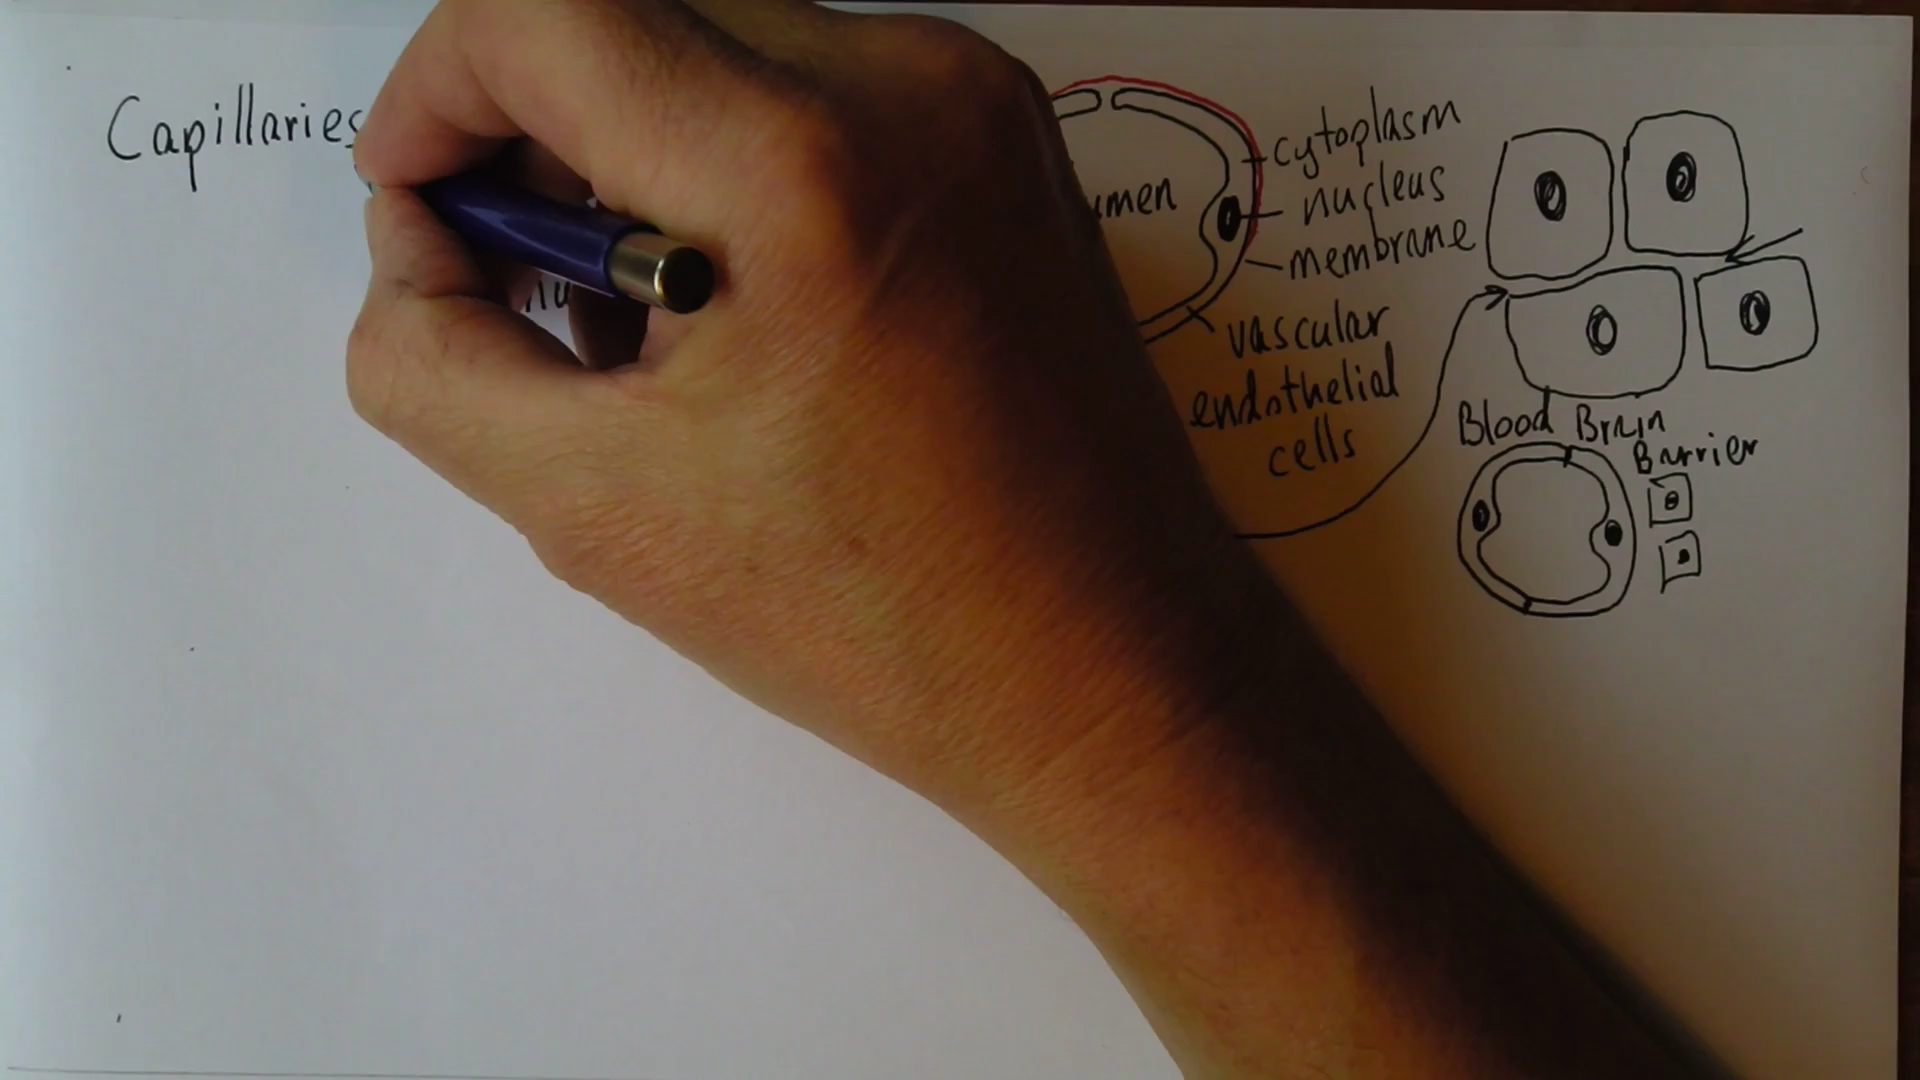 Capillaries
cytoplasm
nucleus
membrane
vascular
endothelial
cells
Blood Brain
Barrier